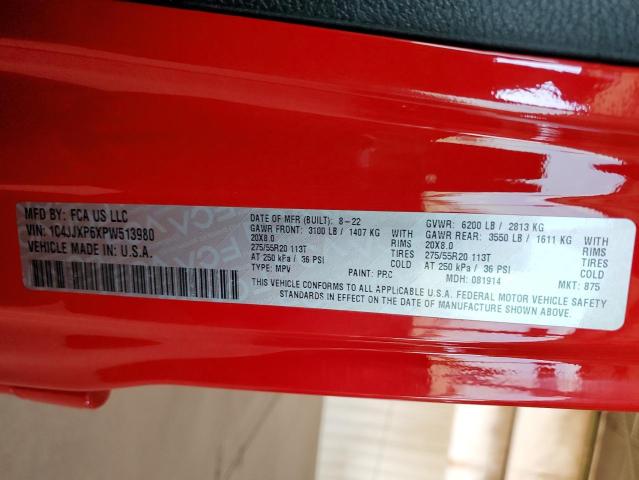 MFD BY: FCA US LLC
VIN: 1C4JJXP6XPW513980
VEHICLE MADE IN U.S.A.
DATE OF MFR (BUILT): 8-22
GAWR FRONT: 3100 LB / 1407 KG
20X8.0 RIMS
275/55R20 113T TIRES
AT 250 kPa / 36 PSI COLD
TYPE: MPV PAINT: PRC
GVWR: 6200 LB / 2813 KG
GAWR REAR: 3550 LB / 1611 KG
20X8.0 RIMS
275/55R20 113T TIRES
AT 250 kPa / 36 PSI COLD
MDH: 081914 MKT: 875
THIS VEHICLE CONFORMS TO ALL APPLICABLE U.S.A. FEDERAL MOTOR VEHICLE SAFETY
STANDARDS IN EFFECT ON THE DATE OF MANUFACTURE SHOWN ABOVE.